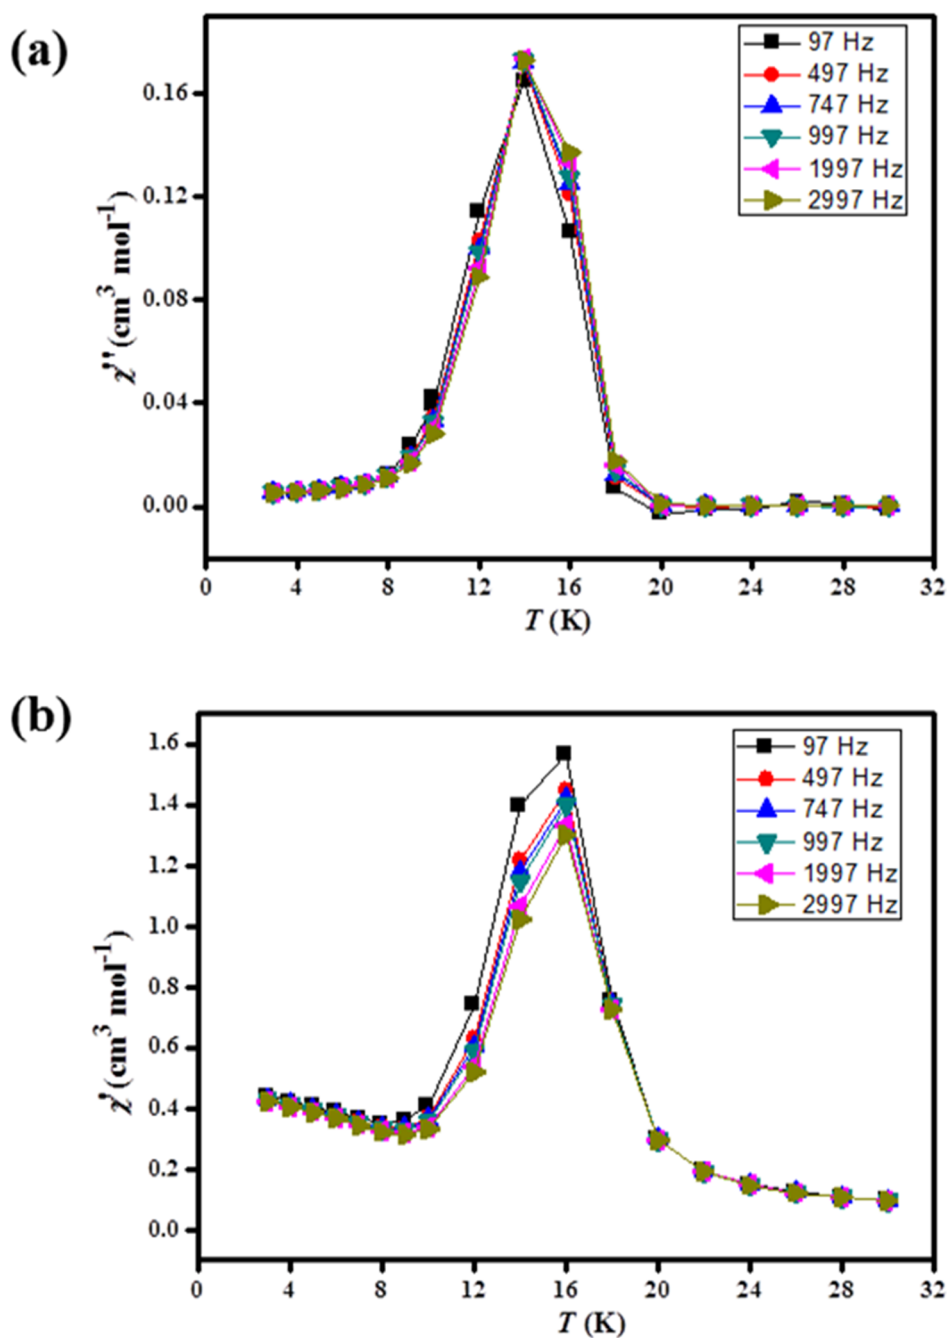 (a)
97 Hz
497 Hz
747 Hz
997 Hz
1997 Hz
2997 Hz
0.16
0.12
0.08
0.04
0.00
χ'' (cm³ mol⁻¹)
0 4 8 12 16 20 24 28 32
T (K)
(b)
97 Hz
497 Hz
747 Hz
997 Hz
1997 Hz
2997 Hz
1.6
1.4
1.2
1.0
0.8
0.6
0.4
0.2
0.0
χ' (cm³ mol⁻¹)
0 4 8 12 16 20 24 28 32
T (K)